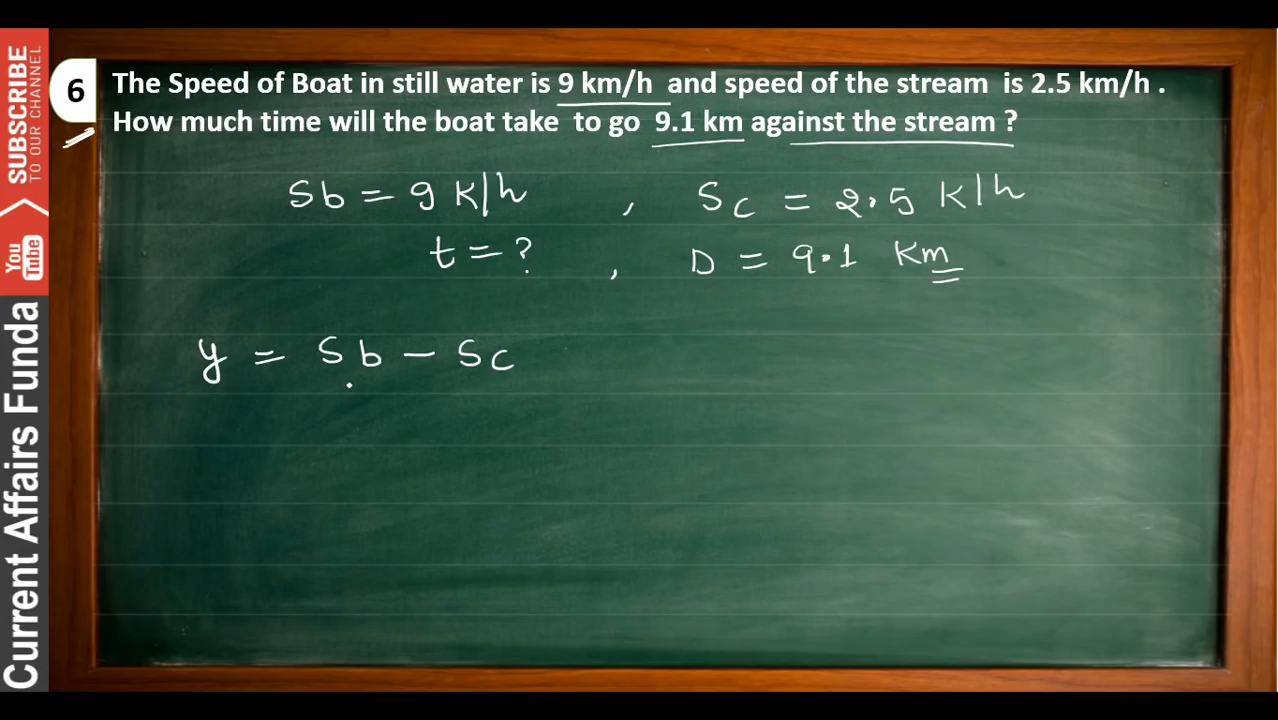 SUBSCRIBE
TO OUR CHANNEL
You Tube
Current Affairs Funda
6
The Speed of Boat in still water is 9 km/h and speed of the stream is 2.5 km/h .
How much time will the boat take to go 9.1 km against the stream ?
Sb = 9 K/h , Sc = 2.5 K/h
t = ? , D = 9.1 Km
y = Sb - Sc